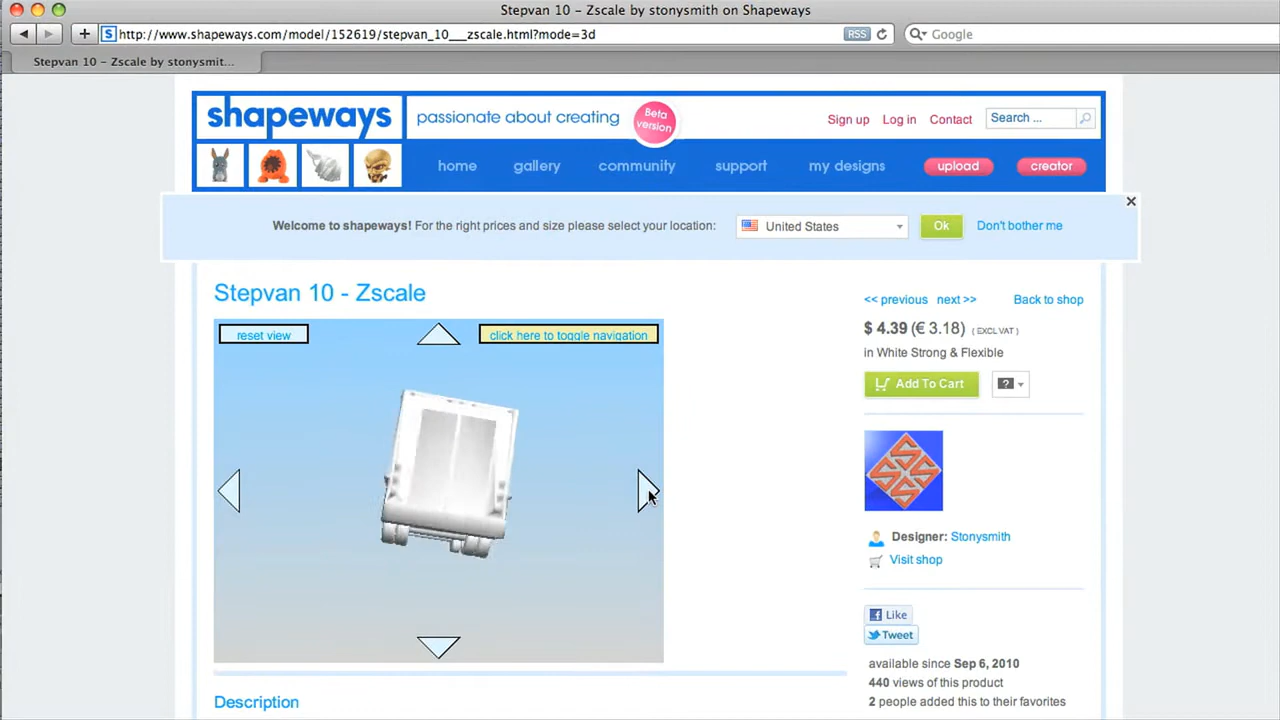 Stepvan 10 - Zscale by stonysmith on Shapeways
http://www.shapeways.com/model/152619/stepvan_10___zscale.html?mode=3d
RSS
Google
Stepvan 10 - Zscale by stonysmit...
shapeways
passionate about creating
Beta
version
Sign up
Log in
Contact
Search ...
home
gallery
community
support
my designs
upload
creator
Welcome to shapeways! For the right prices and size please select your location:
United States
Ok
Don't bother me
Stepvan 10 - Zscale
<< previous
next >>
Back to shop
reset view
click here to toggle navigation
$ 4.39 (€ 3.18) ( EXCL VAT )
in White Strong & Flexible
Add To Cart
?
Designer: Stonysmith
Visit shop
Like
Tweet
available since Sep 6, 2010
440 views of this product
2 people added this to their favorites
Description